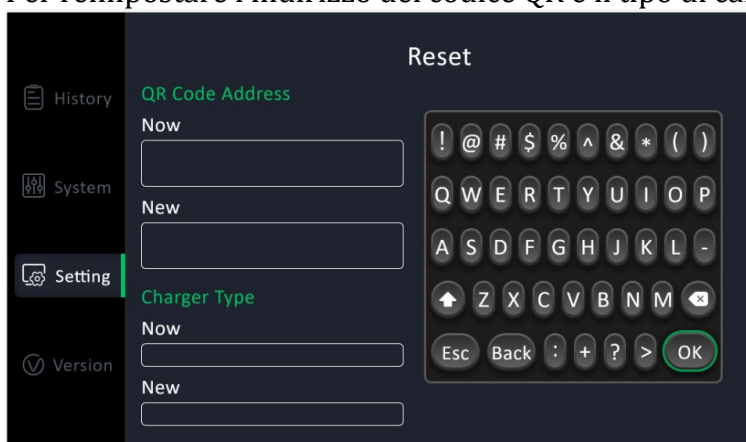 Reset
History
System
Setting
Version
QR Code Address
Now
New
Charger Type
Now
New
! @ # $ % ^ & * ( )
Q W E R T Y U I O P
A S D F G H J K L -
Z X C V B N M
Esc Back : + ? > OK